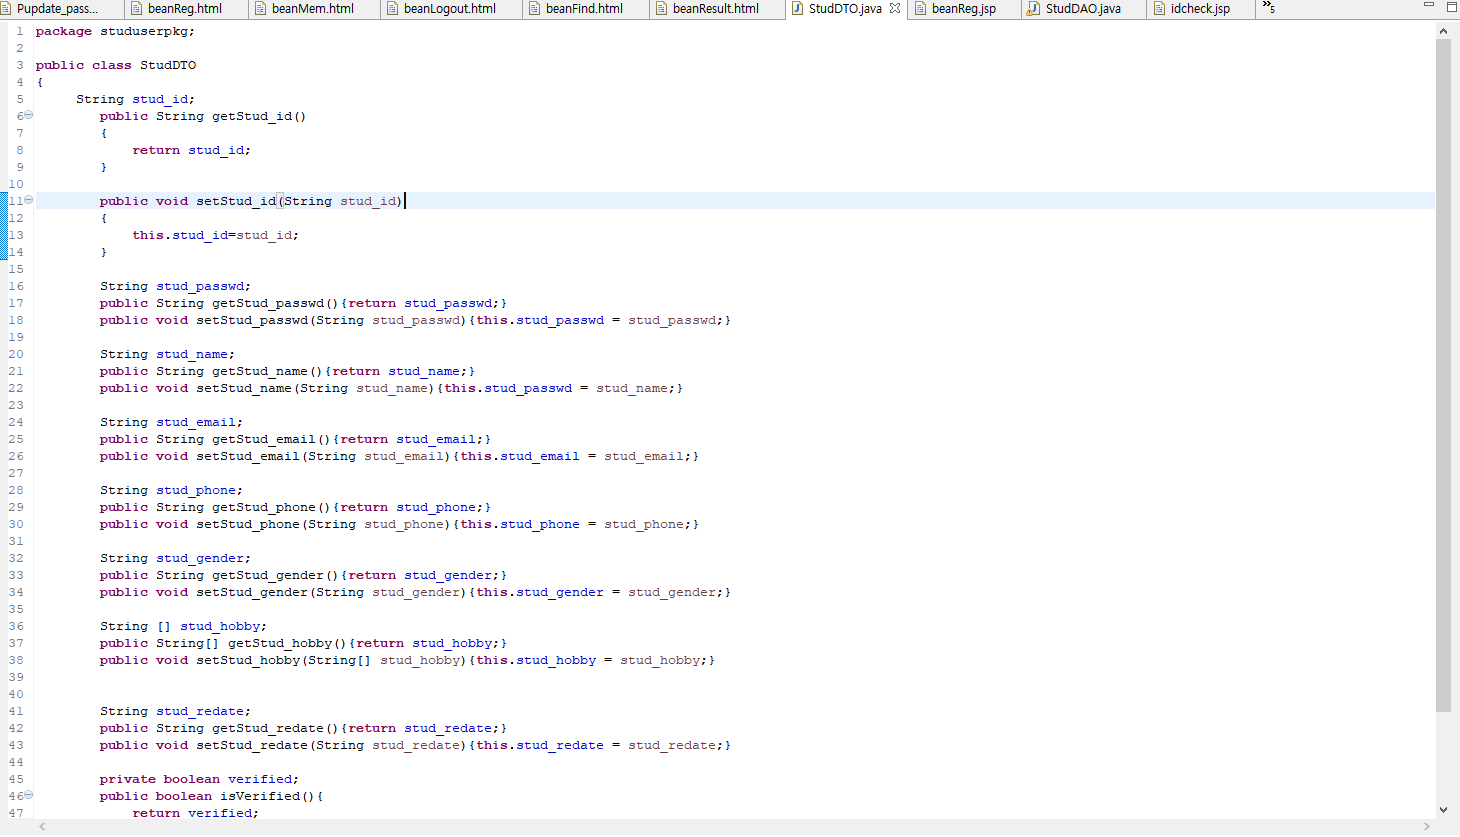 Pupdate_pass... beanReg.html beanMem.html beanLogout.html beanFind.html beanResult.html StudDTO.java beanReg.jsp StudDAO.java idcheck.jsp »5
1 package studuserpkg;
2
3 public class StudDTO
4 {
5 String stud_id;
6 public String getStud_id()
7 {
8 return stud_id;
9 }
10
11 public void setStud_id(String stud_id)
12 {
13 this.stud_id=stud_id;
14 }
15
16 String stud_passwd;
17 public String getStud_passwd(){return stud_passwd;}
18 public void setStud_passwd(String stud_passwd){this.stud_passwd = stud_passwd;}
19
20 String stud_name;
21 public String getStud_name(){return stud_name;}
22 public void setStud_name(String stud_name){this.stud_passwd = stud_name;}
23
24 String stud_email;
25 public String getStud_email(){return stud_email;}
26 public void setStud_email(String stud_email){this.stud_email = stud_email;}
27
28 String stud_phone;
29 public String getStud_phone(){return stud_phone;}
30 public void setStud_phone(String stud_phone){this.stud_phone = stud_phone;}
31
32 String stud_gender;
33 public String getStud_gender(){return stud_gender;}
34 public void setStud_gender(String stud_gender){this.stud_gender = stud_gender;}
35
36 String [] stud_hobby;
37 public String[] getStud_hobby(){return stud_hobby;}
38 public void setStud_hobby(String[] stud_hobby){this.stud_hobby = stud_hobby;}
39
40
41 String stud_redate;
42 public String getStud_redate(){return stud_redate;}
43 public void setStud_redate(String stud_redate){this.stud_redate = stud_redate;}
44
45 private boolean verified;
46 public boolean isVerified(){
47 return verified;